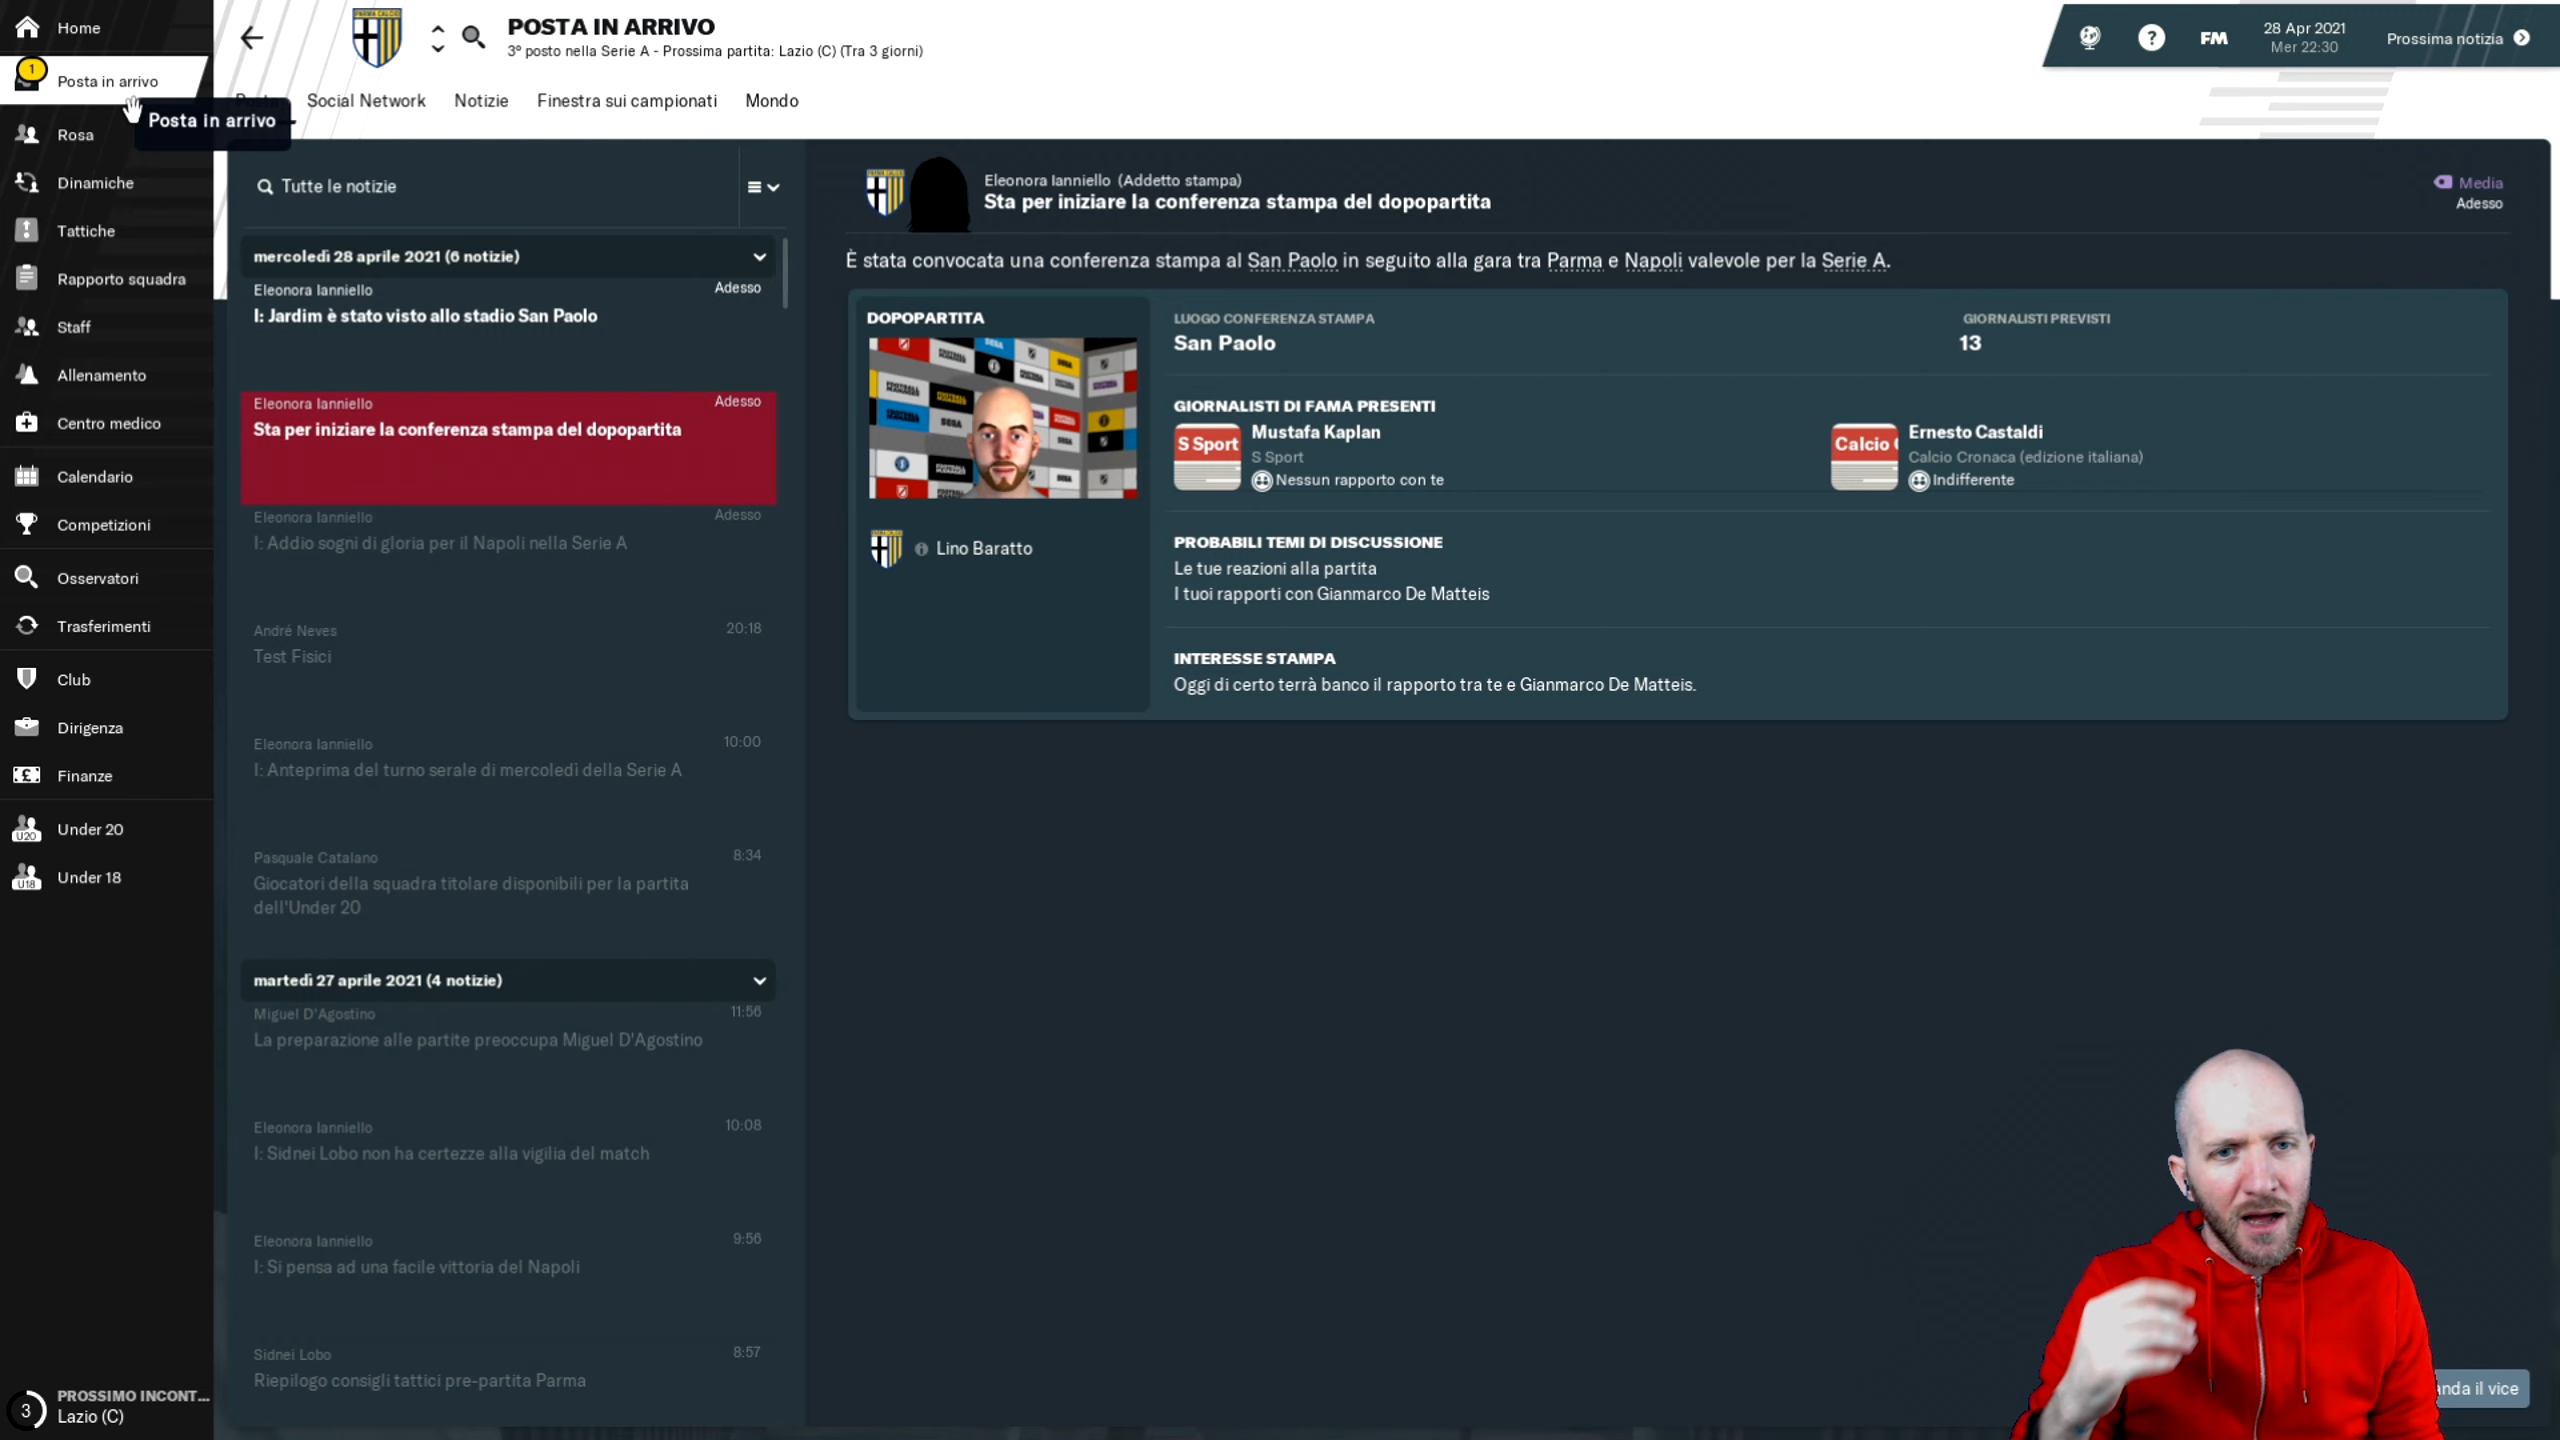 Home
1
Posta in arrivo
Posta in arrivo
Rosa
Dinamiche
Tattiche
Rapporto squadra
Staff
Allenamento
Centro medico
Calendario
Competizioni
Osservatori
Trasferimenti
Club
Dirigenza
Finanze
U20
Under 20
U18
Under 18
PROSSIMO INCONT...
3
Lazio (C)
POSTA IN ARRIVO
3º posto nella Serie A - Prossima partita: Lazio (C) (Tra 3 giorni)
Social Network
Notizie
Finestra sui campionati
Mondo
FM
28 Apr 2021
Mer 22:30
Prossima notizia
Tutte le notizie
mercoledì 28 aprile 2021 (6 notizie)
Eleonora Ianniello
Adesso
I: Jardim è stato visto allo stadio San Paolo
Eleonora Ianniello
Adesso
Sta per iniziare la conferenza stampa del dopopartita
Eleonora Ianniello
Adesso
I: Addio sogni di gloria per il Napoli nella Serie A
André Neves
20:18
Test Fisici
Eleonora Ianniello
10:00
I: Anteprima del turno serale di mercoledì della Serie A
Pasquale Catalano
8:34
Giocatori della squadra titolare disponibili per la partita
dell'Under 20
martedì 27 aprile 2021 (4 notizie)
Miguel D'Agostino
11:56
La preparazione alle partite preoccupa Miguel D'Agostino
Eleonora Ianniello
10:08
I: Sidnei Lobo non ha certezze alla vigilia del match
Eleonora Ianniello
9:56
I: Si pensa ad una facile vittoria del Napoli
Sidnei Lobo
8:57
Riepilogo consigli tattici pre-partita Parma
Eleonora Ianniello (Addetto stampa)
Sta per iniziare la conferenza stampa del dopopartita
Media
Adesso
È stata convocata una conferenza stampa al San Paolo in seguito alla gara tra Parma e Napoli valevole per la Serie A.
DOPOPARTITA
Lino Baratto
LUOGO CONFERENZA STAMPA
San Paolo
GIORNALISTI PREVISTI
13
GIORNALISTI DI FAMA PRESENTI
S Sport
Mustafa Kaplan
S Sport
Nessun rapporto con te
Calcio
Ernesto Castaldi
Calcio Cronaca (edizione italiana)
Indifferente
PROBABILI TEMI DI DISCUSSIONE
Le tue reazioni alla partita
I tuoi rapporti con Gianmarco De Matteis
INTERESSE STAMPA
Oggi di certo terrà banco il rapporto tra te e Gianmarco De Matteis.
il vice